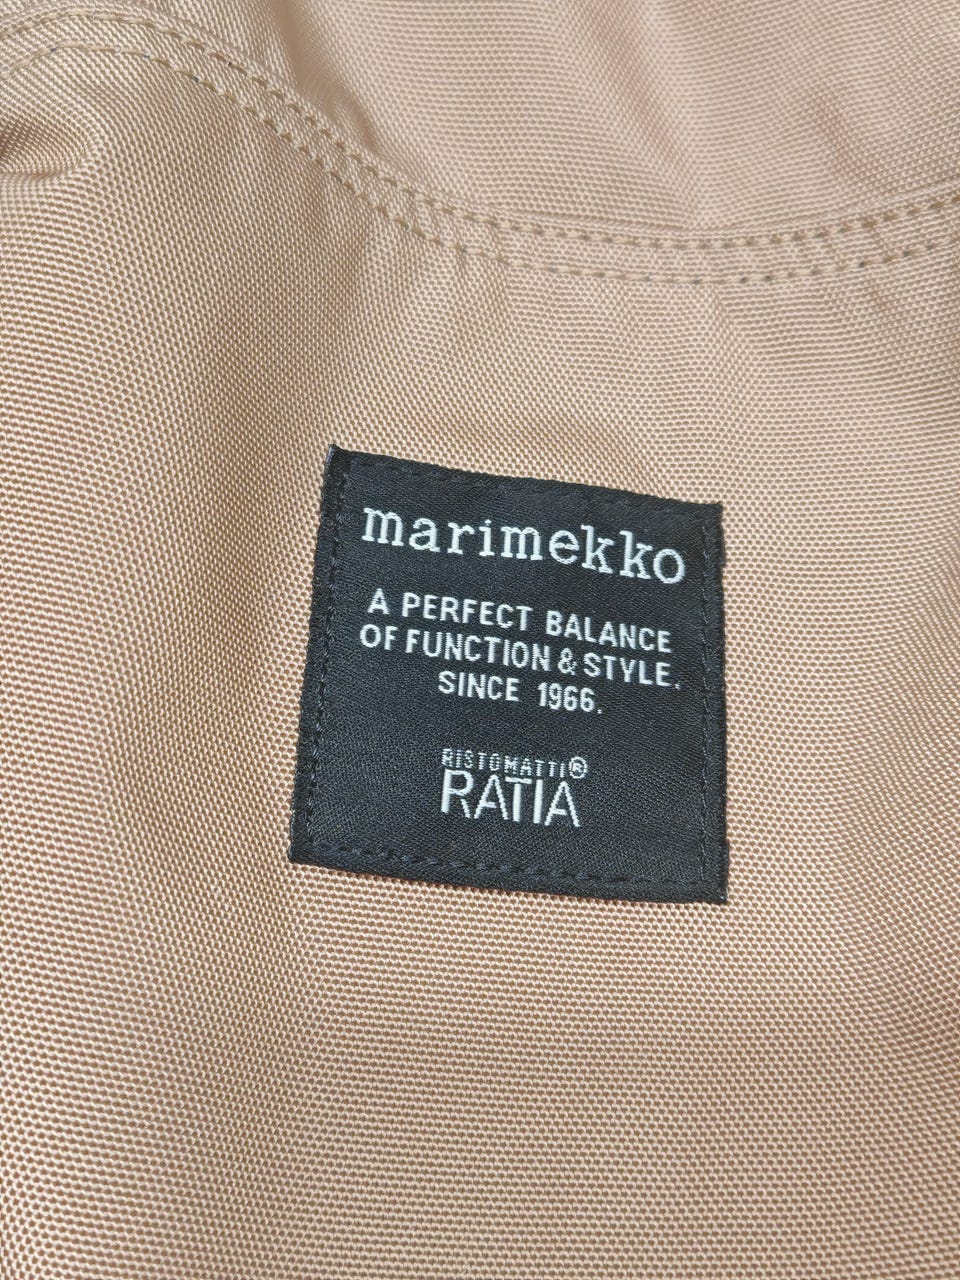 marimekko
A PERFECT BALANCE
OF FUNCTION & STYLE.
SINCE 1966.
RISTOMATTI®
RATIA